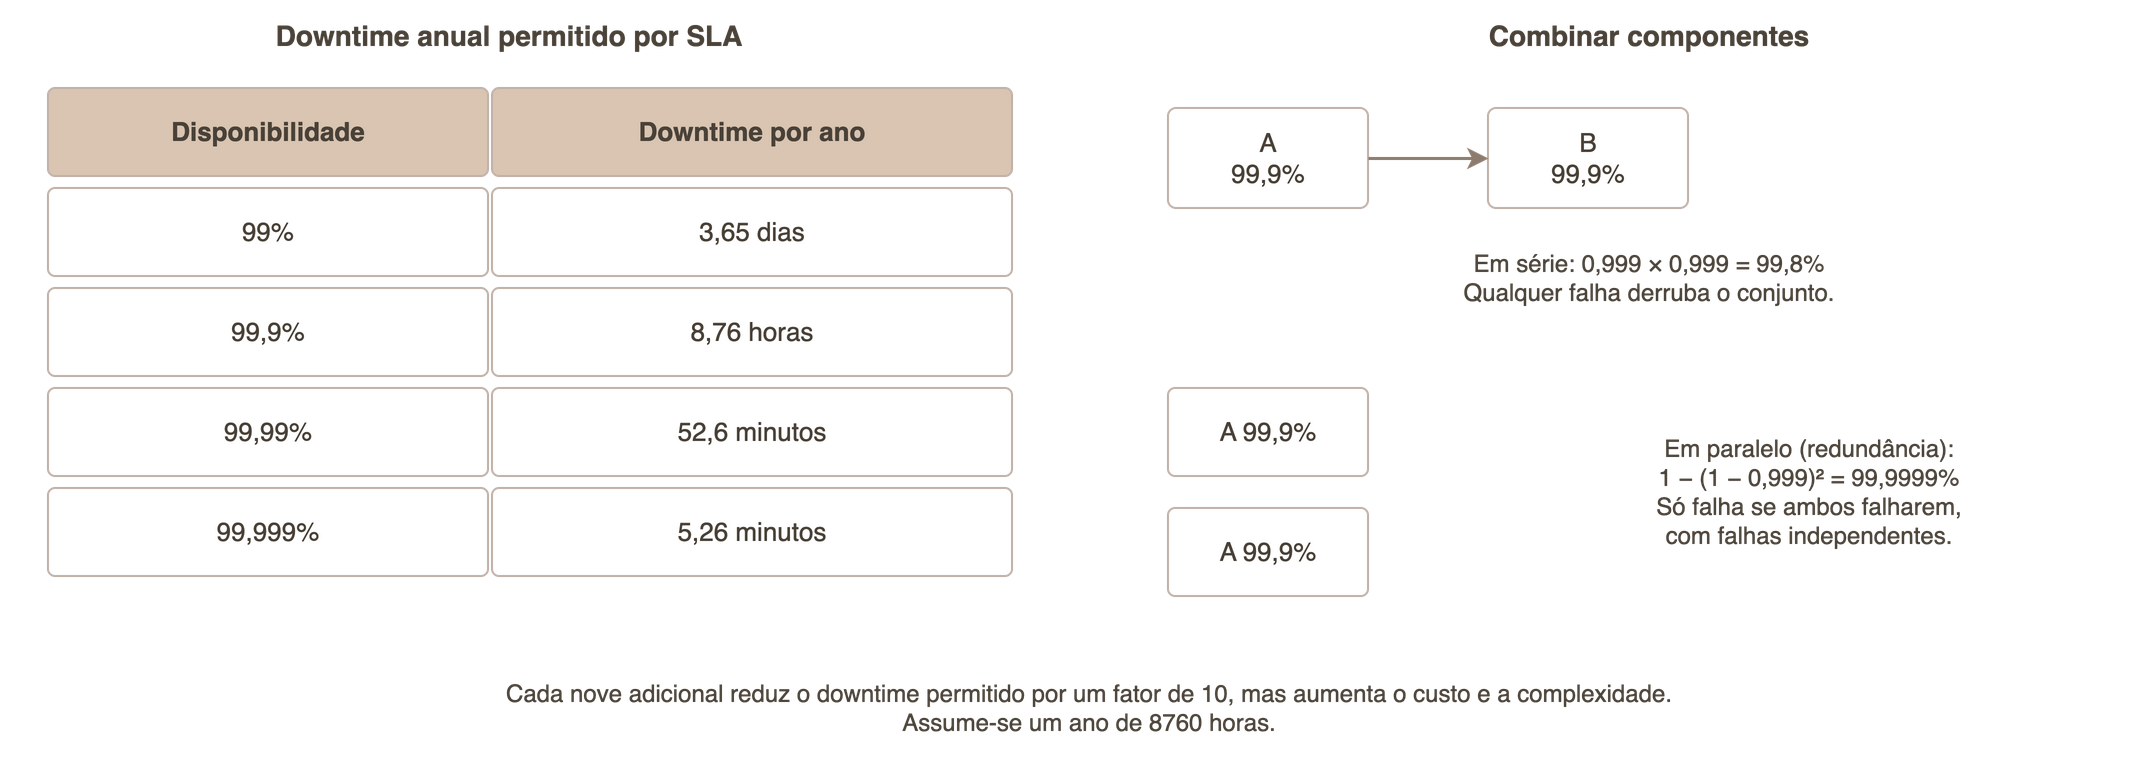 Downtime anual permitido por SLA
Disponibilidade
Downtime por ano
99%
3,65 dias
99,9%
8,76 horas
99,99%
52,6 minutos
99,999%
5,26 minutos
Combinar componentes
A
99,9%
B
99,9%
Em série: 0,999 × 0,999 = 99,8%
Qualquer falha derruba o conjunto.
A 99,9%
A 99,9%
Em paralelo (redundância):
1 − (1 − 0,999)² = 99,9999%
Só falha se ambos falharem,
com falhas independentes.
Cada nove adicional reduz o downtime permitido por um fator de 10, mas aumenta o custo e a complexidade.
Assume-se um ano de 8760 horas.